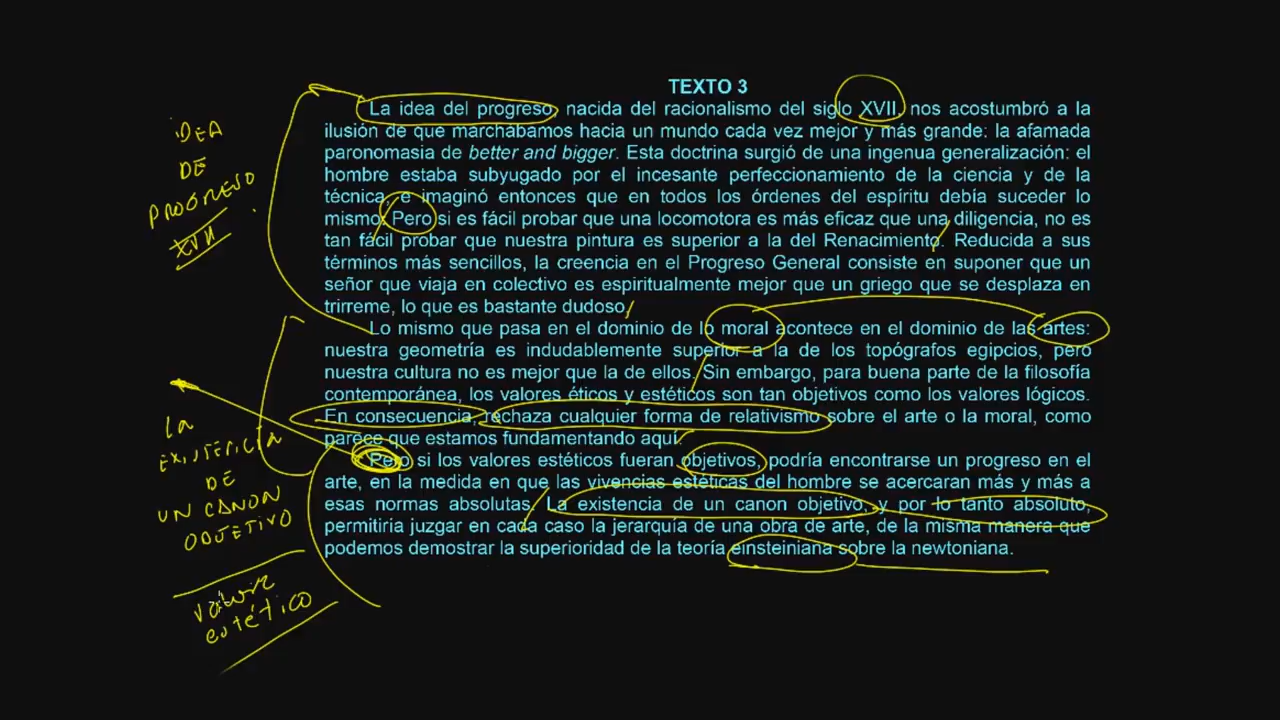 TEXTO 3
La idea del progreso, nacida del racionalismo del siglo XVII, nos acostumbró a la
ilusión de que marchábamos hacia un mundo cada vez mejor y más grande: la afamada
paronomasia de better and bigger. Esta doctrina surgió de una ingenua generalización: el
hombre estaba subyugado por el incesante perfeccionamiento de la ciencia y de la
técnica, e imaginó entonces que en todos los órdenes del espíritu debía suceder lo
mismo. Pero si es fácil probar que una locomotora es más eficaz que una diligencia, no es
tan fácil probar que nuestra pintura es superior a la del Renacimiento. Reducida a sus
términos más sencillos, la creencia en el Progreso General consiste en suponer que un
señor que viaja en colectivo es espiritualmente mejor que un griego que se desplaza en
trirreme, lo que es bastante dudoso.
Lo mismo que pasa en el dominio de lo moral acontece en el dominio de las artes:
nuestra geometría es indudablemente superior a la de los topógrafos egipcios, pero
nuestra cultura no es mejor que la de ellos. Sin embargo, para buena parte de la filosofía
contemporánea, los valores éticos y estéticos son tan objetivos como los valores lógicos.
En consecuencia, rechaza cualquier forma de relativismo sobre el arte o la moral, como
parece que estamos fundamentando aquí.
Pero si los valores estéticos fueran objetivos, podría encontrarse un progreso en el
arte, en la medida en que las vivencias estéticas del hombre se acercaran más y más a
esas normas absolutas. La existencia de un canon objetivo, y por lo tanto absoluto,
permitiría juzgar en cada caso la jerarquía de una obra de arte, de la misma manera que
podemos demostrar la superioridad de la teoría einsteiniana sobre la newtoniana.
IDEA
DE
PROGRESO
XVII
La
EXISTENCIA
DE
UN CANON
OBJETIVO
valor
estético